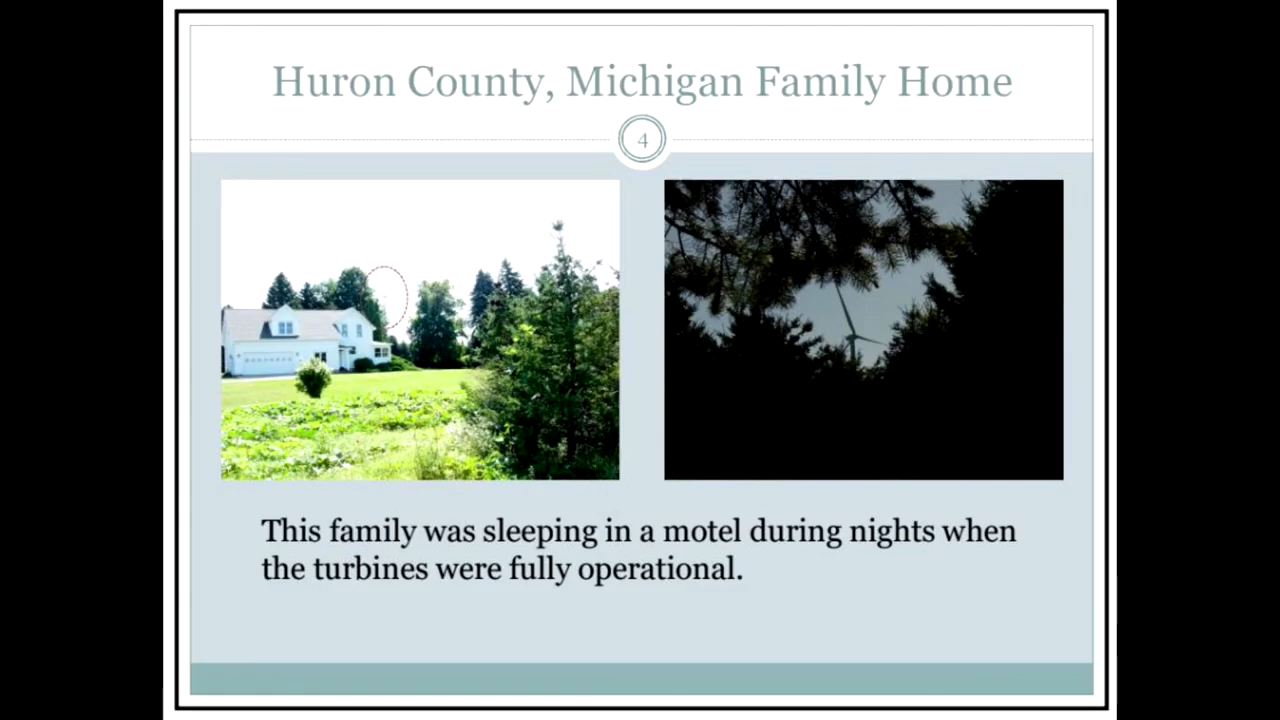 Huron County, Michigan Family Home
4
This family was sleeping in a motel during nights when
the turbines were fully operational.